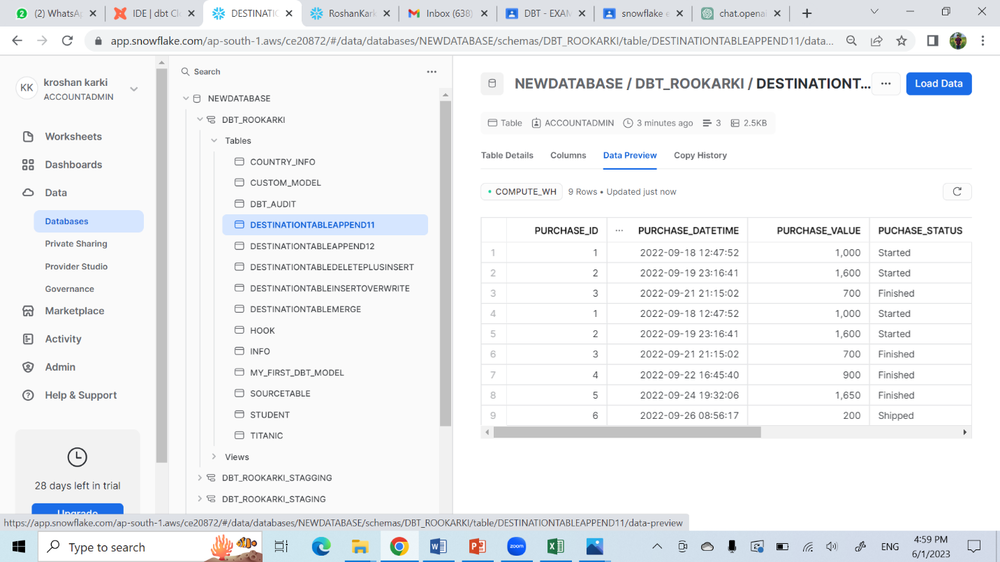 (2) WhatsA
IDE | dbt Cl
DESTINATIO
RoshanKark
Inbox (638)
DBT - EXAM
snowflake e
chat.openai
app.snowflake.com/ap-south-1.aws/ce20872/#/data/databases/NEWDATABASE/schemas/DBT_ROOKARKI/table/DESTINATIONTABLEAPPEND11/data...
KK
kroshan karki
ACCOUNTADMIN
Worksheets
Dashboards
Data
Databases
Private Sharing
Provider Studio
Governance
Marketplace
Activity
Admin
Help & Support
28 days left in trial
Upgrade
Search
NEWDATABASE
DBT_ROOKARKI
Tables
COUNTRY_INFO
CUSTOM_MODEL
DBT_AUDIT
DESTINATIONTABLEAPPEND11
DESTINATIONTABLEAPPEND12
DESTINATIONTABLEDELETEPLUSINSERT
DESTINATIONTABLEINSERTOVERWRITE
DESTINATIONTABLEMERGE
HOOK
INFO
MY_FIRST_DBT_MODEL
SOURCETABLE
STUDENT
TITANIC
Views
DBT_ROOKARKI_STAGGING
DBT_ROOKARKI_STAGING
NEWDATABASE / DBT_ROOKARKI / DESTINATIONT...
... Load Data
Table ACCOUNTADMIN 3 minutes ago 3 2.5KB
Table Details Columns Data Preview Copy History
COMPUTE_WH 9 Rows • Updated just now
PURCHASE_ID ... PURCHASE_DATETIME PURCHASE_VALUE PUCHASE_STATUS
1 1 2022-09-18 12:47:52 1,000 Started
2 2 2022-09-19 23:16:41 1,600 Started
3 3 2022-09-21 21:15:02 700 Finished
4 1 2022-09-18 12:47:52 1,000 Started
5 2 2022-09-19 23:16:41 1,600 Started
6 3 2022-09-21 21:15:02 700 Finished
7 4 2022-09-22 16:45:40 900 Finished
8 5 2022-09-24 19:32:06 1,650 Finished
9 6 2022-09-26 08:56:17 200 Shipped
https://app.snowflake.com/ap-south-1.aws/ce20872/#/data/databases/NEWDATABASE/schemas/DBT_ROOKARKI/table/DESTINATIONTABLEAPPEND11/data-preview
Type to search
zoom
ENG
4:59 PM
6/1/2023